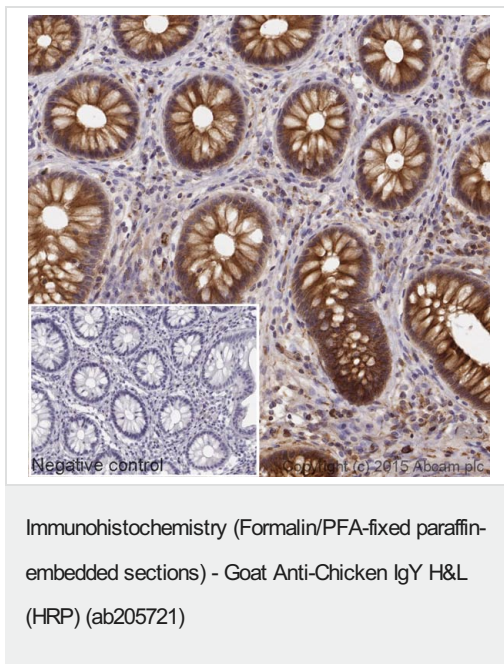 Negative control
Copyright (c) 2015 Abcam plc
Immunohistochemistry (Formalin/PFA-fixed paraffin-
embedded sections) - Goat Anti-Chicken IgY H&L
(HRP) (ab205721)